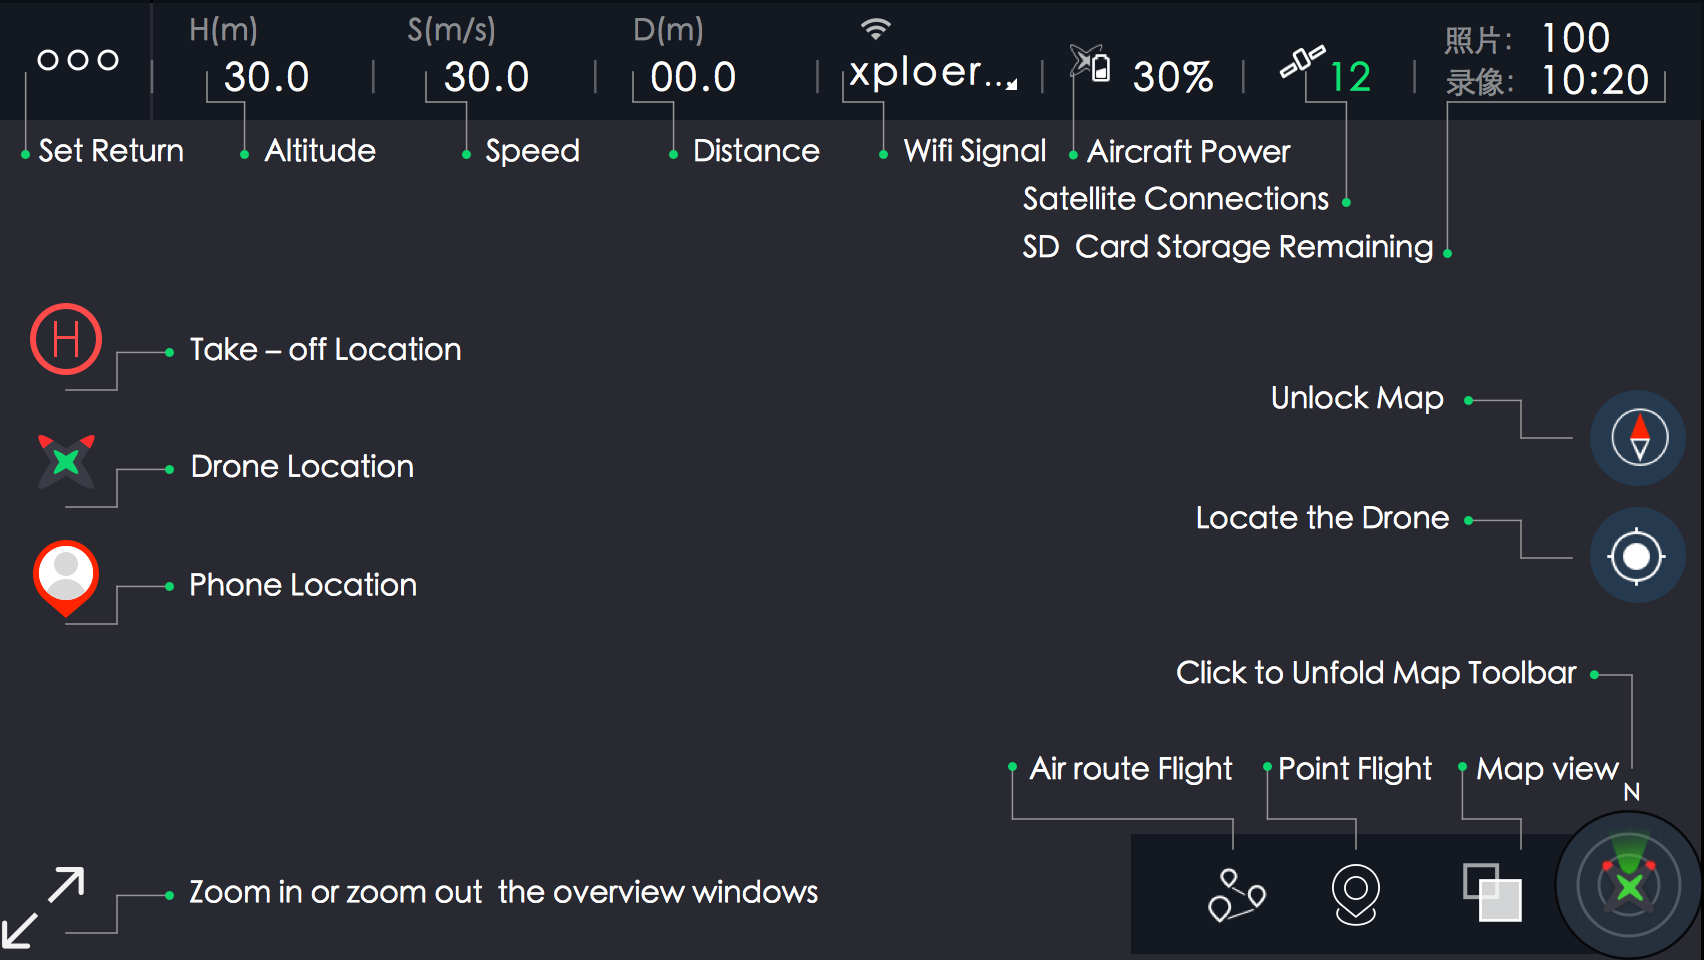 H(m) S(m/s) D(m)
30.0 30.0 00.0 xploer... 30% 12
照片: 100
录像: 10:20
Set Return Altitude Speed Distance Wifi Signal Aircraft Power
Satellite Connections
SD Card Storage Remaining
H
Take – off Location
Unlock Map
Drone Location
Locate the Drone
Phone Location
Click to Unfold Map Toolbar
Air route Flight Point Flight Map view
N
Zoom in or zoom out the overview windows